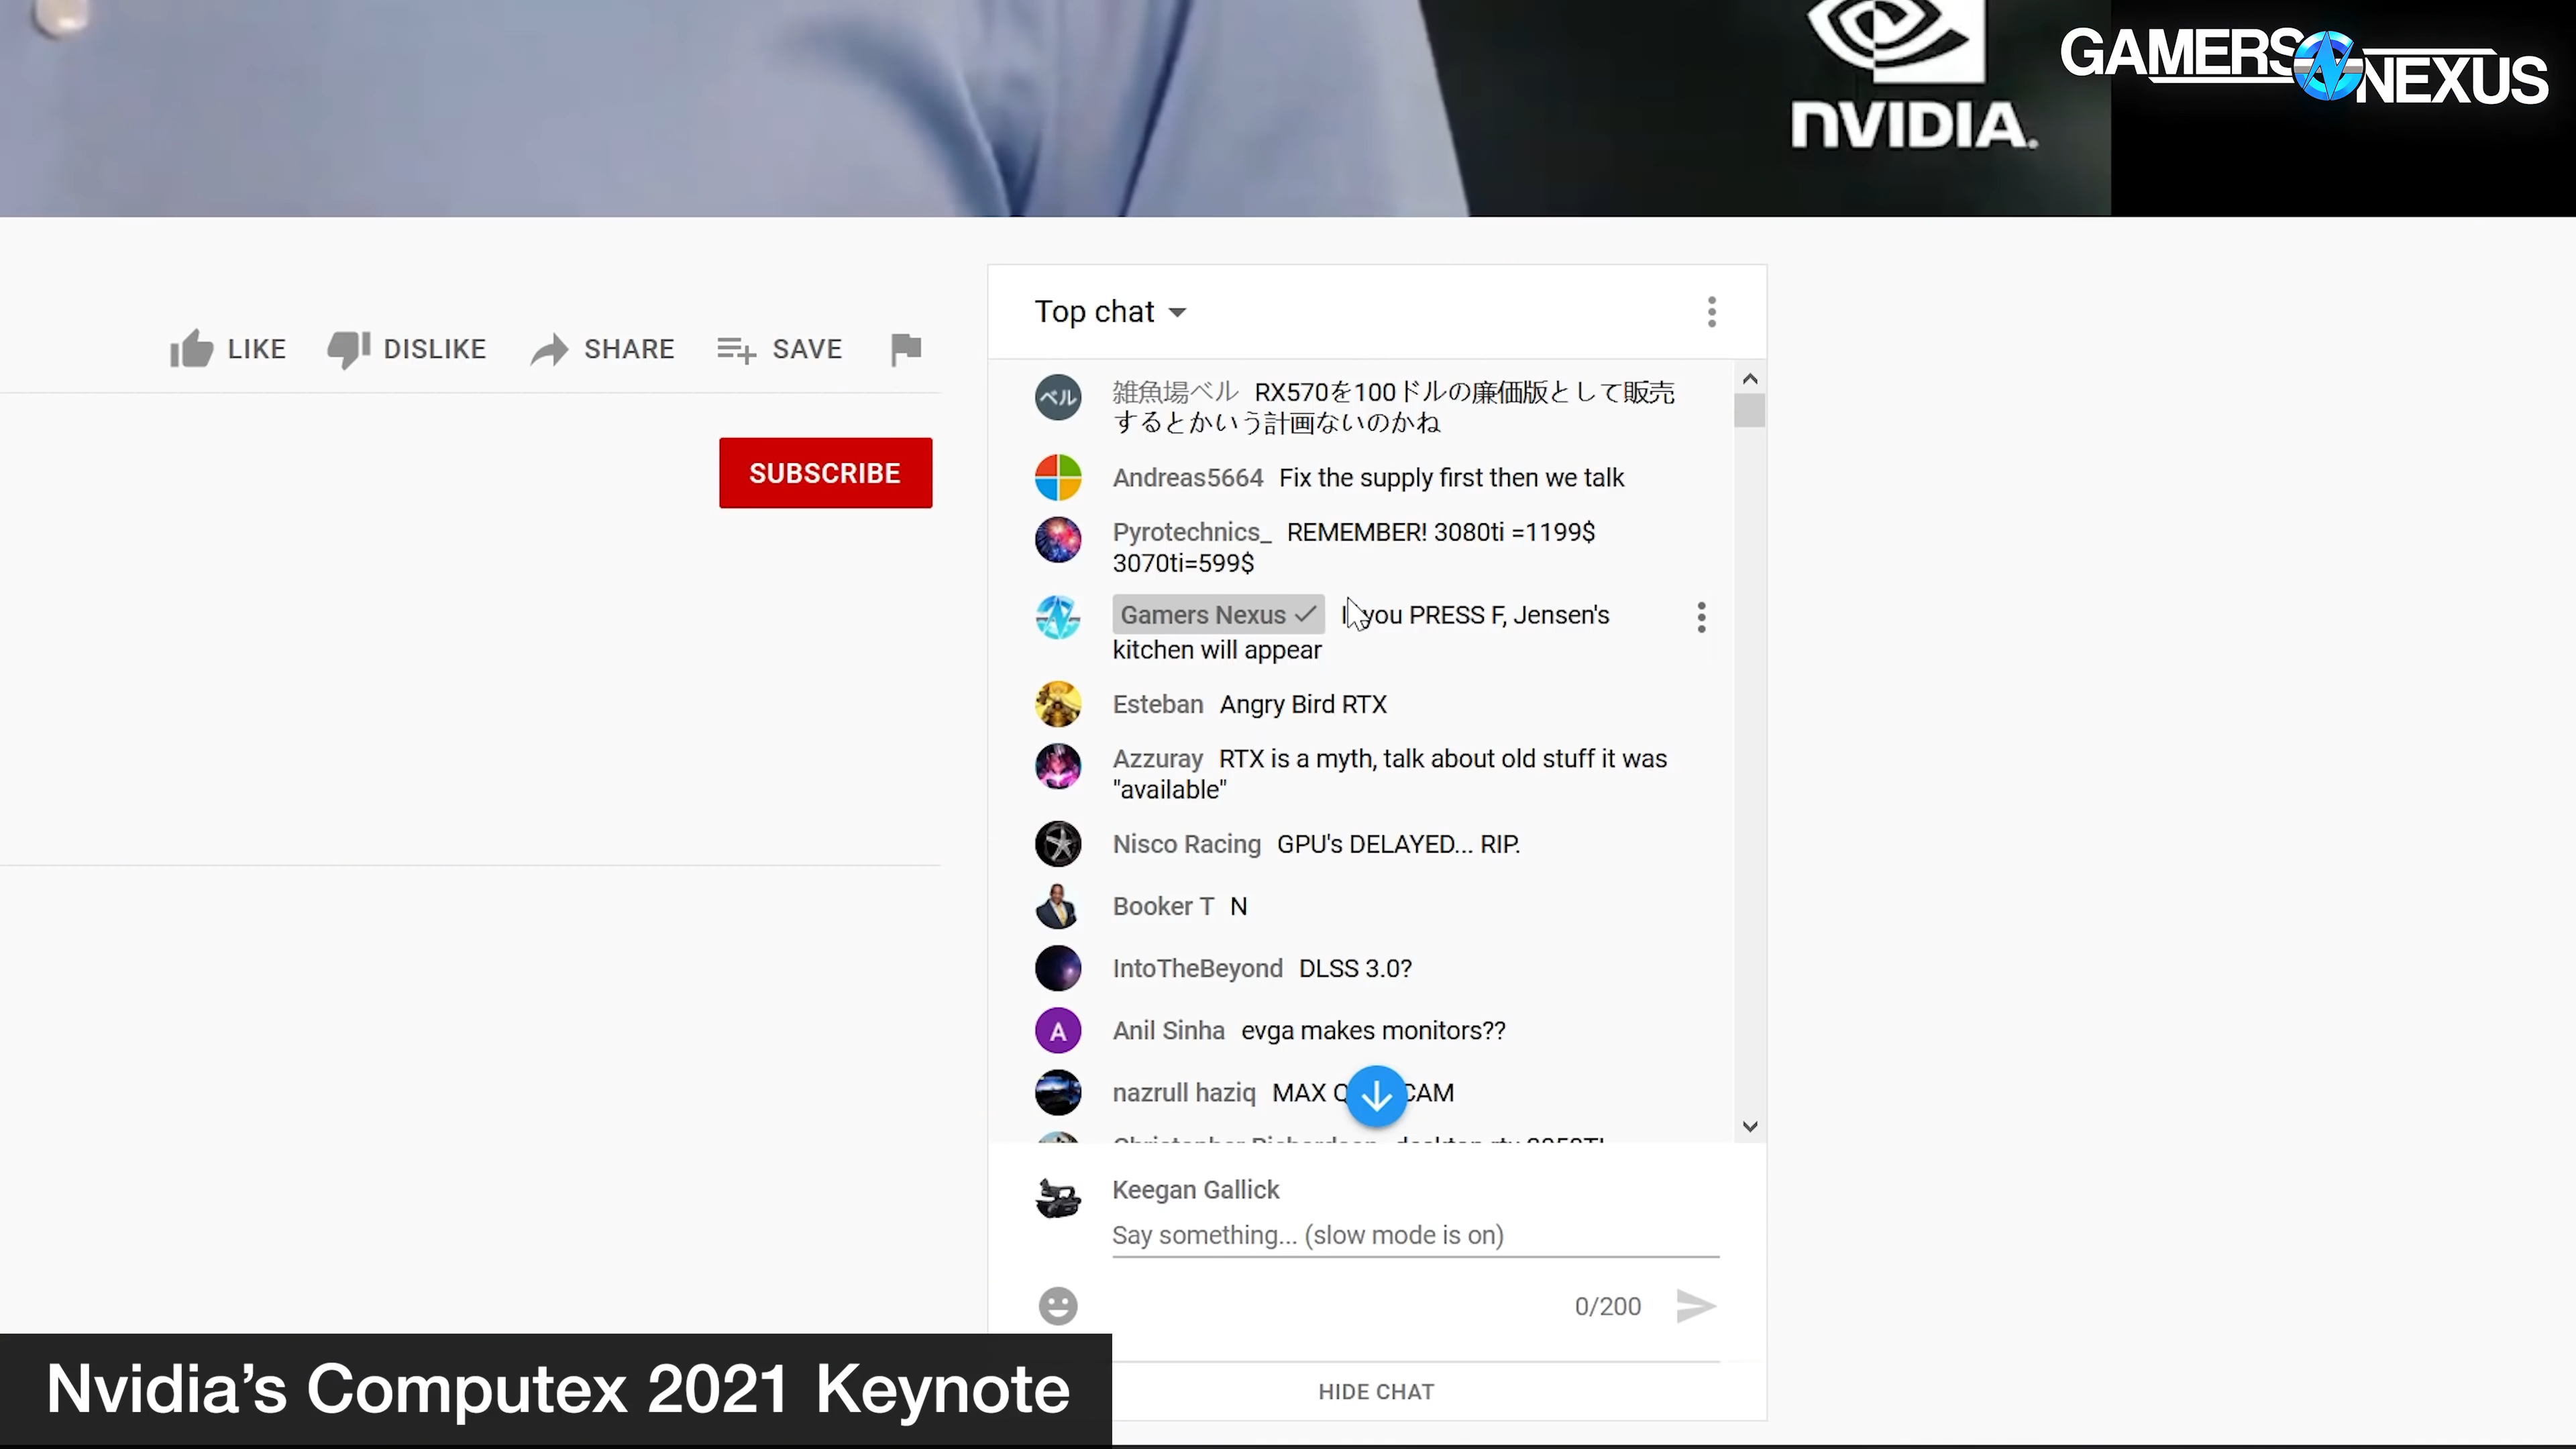 NVIDIA.
GAMERS NEXUS
Top chat
LIKE
DISLIKE
SHARE
SAVE
SUBSCRIBE
ベル
雑魚場ベル RX570を100ドルの廉価版として販売
するとかいう計画ないのかね
Andreas5664 Fix the supply first then we talk
Pyrotechnics_ REMEMBER! 3080ti =1199$
3070ti=599$
Gamers Nexus you PRESS F, Jensen's
kitchen will appear
Esteban Angry Bird RTX
Azzuray RTX is a myth, talk about old stuff it was
"available"
Nisco Racing GPU's DELAYED... RIP.
Booker T N
IntoTheBeyond DLSS 3.0?
A
Anil Sinha evga makes monitors??
nazrull haziq MAX
Keegan Gallick
Say something... (slow mode is on)
0/200
HIDE CHAT
Nvidia’s Computex 2021 Keynote